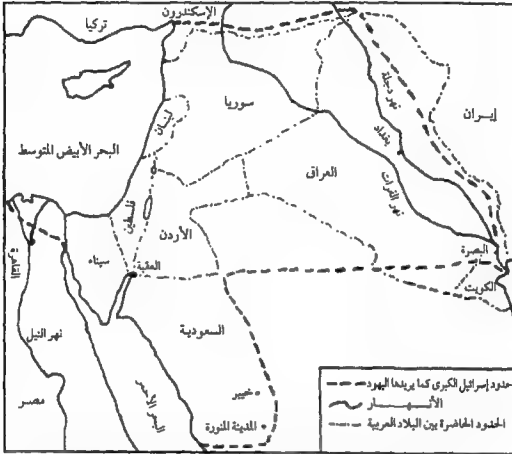 الإسكندرون
تركيا
سوريا
نهر دجلة
إيران
لبنان
البحر الأبيض المتوسط
بغداد
العراق
نهر الفرات
فلسطين
الأردن
البصرة
سيناء
العقبة
الكويت
القاهرة
السعودية
نهر النيل
البحر الأحمر
خيبر
مصر
المدينة المنورة
حدود إسرائيل الكبرى كما يريدها اليهود
الأنهـــــار
الحدود الحاضرة بين البلاد العربية